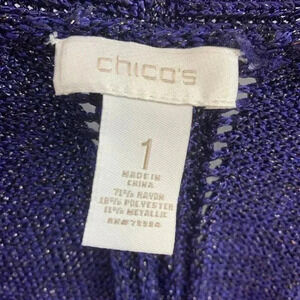 chico's
1
MADE IN
CHINA
71% RAYON
18% POLYESTER
11% METALLIC